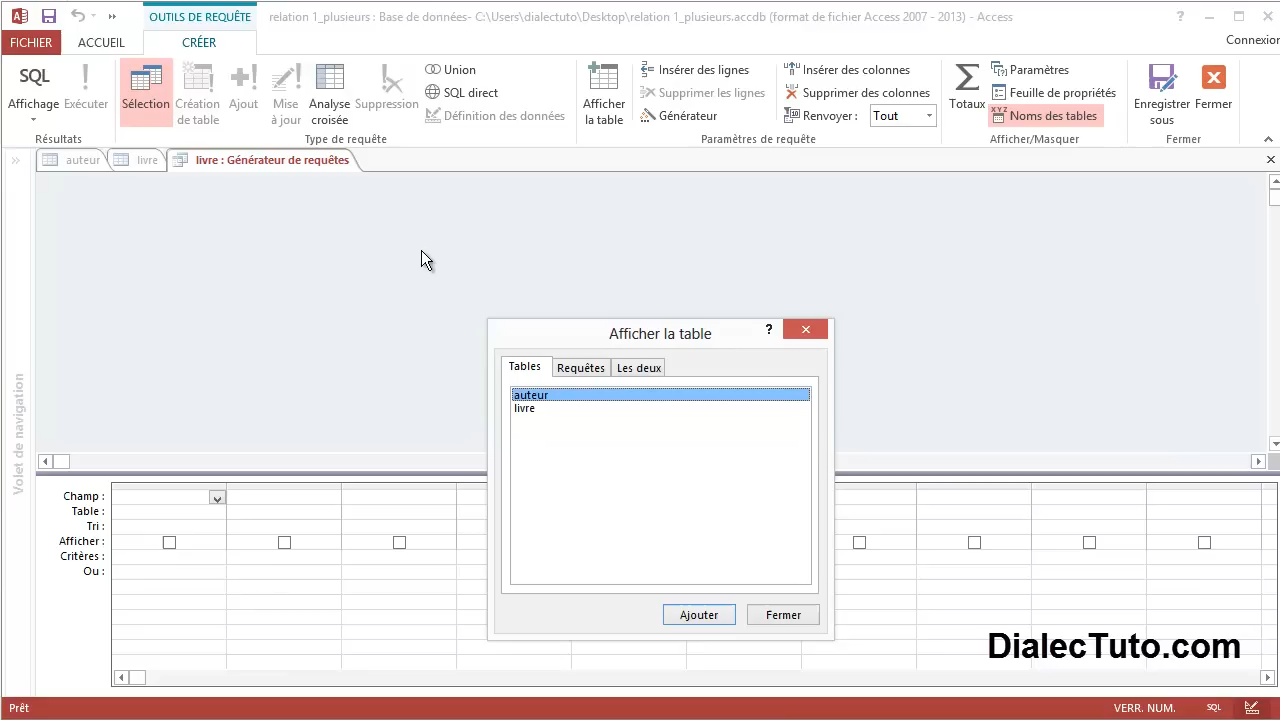 OUTILS DE REQUÊTE
relation 1_plusieurs : Base de données- C:\Users\dialectuto\Desktop\relation 1_plusieurs.accdb (format de fichier Access 2007 - 2013) - Access
?
FICHIER ACCUEIL CRÉER Connexion
SQL
Affichage
Exécuter
Résultats
Sélection
Création
de table
Ajout
Mise
à jour
Analyse
croisée
Suppression
Union
SQL direct
Définition des données
Type de requête
Afficher
la table
Insérer des lignes
Supprimer les lignes
Générateur
Insérer des colonnes
Supprimer des colonnes
Renvoyer : Tout
Paramètres de requête
Totaux
Paramètres
Feuille de propriétés
XYZ Noms des tables
Afficher/Masquer
Enregistrer
sous
Fermer
Fermer
auteur livre livre : Générateur de requêtes
Volet de navigation
Afficher la table ?
Tables Requêtes Les deux
auteur
livre
Ajouter Fermer
Champ :
Table :
Tri :
Afficher :
Critères :
Ou :
DialecTuto.com
Prêt VERR. NUM. SQL